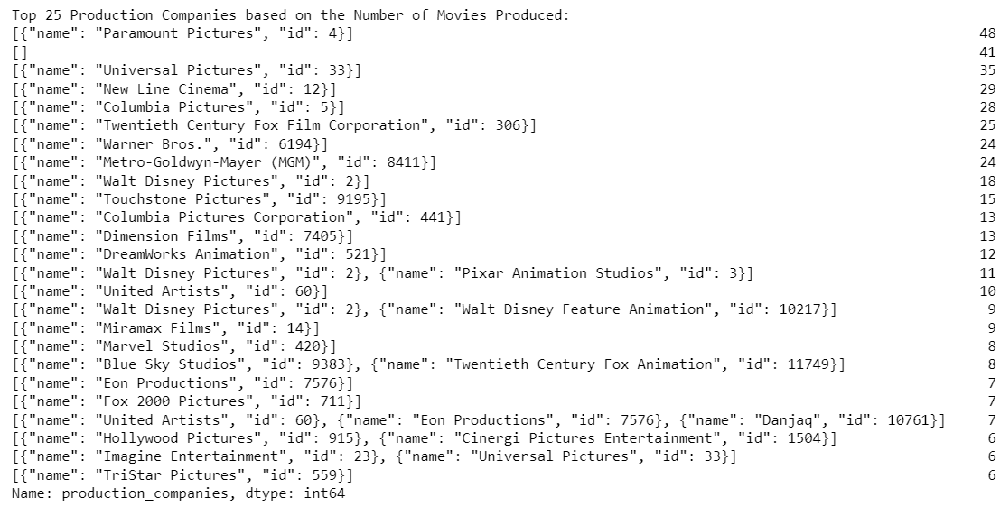 Top 25 Production Companies based on the Number of Movies Produced:
[{"name": "Paramount Pictures", "id": 4}] 48
[] 41
[{"name": "Universal Pictures", "id": 33}] 35
[{"name": "New Line Cinema", "id": 12}] 29
[{"name": "Columbia Pictures", "id": 5}] 28
[{"name": "Twentieth Century Fox Film Corporation", "id": 306}] 25
[{"name": "Warner Bros.", "id": 6194}] 24
[{"name": "Metro-Goldwyn-Mayer (MGM)", "id": 8411}] 24
[{"name": "Walt Disney Pictures", "id": 2}] 18
[{"name": "Touchstone Pictures", "id": 9195}] 15
[{"name": "Columbia Pictures Corporation", "id": 441}] 13
[{"name": "Dimension Films", "id": 7405}] 13
[{"name": "DreamWorks Animation", "id": 521}] 12
[{"name": "Walt Disney Pictures", "id": 2}, {"name": "Pixar Animation Studios", "id": 3}] 11
[{"name": "United Artists", "id": 60}] 10
[{"name": "Walt Disney Pictures", "id": 2}, {"name": "Walt Disney Feature Animation", "id": 10217}] 9
[{"name": "Miramax Films", "id": 14}] 9
[{"name": "Marvel Studios", "id": 420}] 8
[{"name": "Blue Sky Studios", "id": 9383}, {"name": "Twentieth Century Fox Animation", "id": 11749}] 8
[{"name": "Eon Productions", "id": 7576}] 7
[{"name": "Fox 2000 Pictures", "id": 711}] 7
[{"name": "United Artists", "id": 60}, {"name": "Eon Productions", "id": 7576}, {"name": "Danjaq", "id": 10761}] 7
[{"name": "Hollywood Pictures", "id": 915}, {"name": "Cinergi Pictures Entertainment", "id": 1504}] 6
[{"name": "Imagine Entertainment", "id": 23}, {"name": "Universal Pictures", "id": 33}] 6
[{"name": "TriStar Pictures", "id": 559}] 6
Name: production_companies, dtype: int64